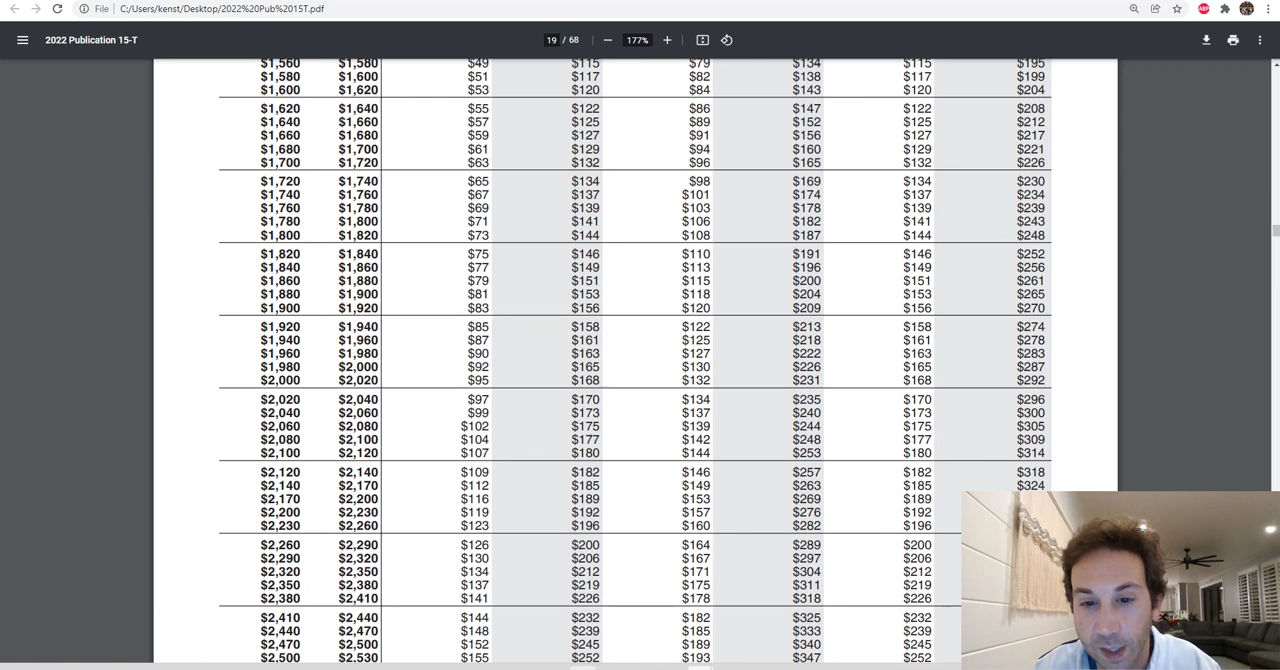 File
C:/Users/kenst/Desktop/2022%20Pub%2015T.pdf
ABP
2022 Publication 15-T
19 / 68
177%
$1,560 $1,580 $49 $115 $79 $134 $115 $195
$1,580 $1,600 $51 $117 $82 $138 $117 $199
$1,600 $1,620 $53 $120 $84 $143 $120 $204
$1,620 $1,640 $55 $122 $86 $147 $122 $208
$1,640 $1,660 $57 $125 $89 $152 $125 $212
$1,660 $1,680 $59 $127 $91 $156 $127 $217
$1,680 $1,700 $61 $129 $94 $160 $129 $221
$1,700 $1,720 $63 $132 $96 $165 $132 $226
$1,720 $1,740 $65 $134 $98 $169 $134 $230
$1,740 $1,760 $67 $137 $101 $174 $137 $234
$1,760 $1,780 $69 $139 $103 $178 $139 $239
$1,780 $1,800 $71 $141 $106 $182 $141 $243
$1,800 $1,820 $73 $144 $108 $187 $144 $248
$1,820 $1,840 $75 $146 $110 $191 $146 $252
$1,840 $1,860 $77 $149 $113 $196 $149 $256
$1,860 $1,880 $79 $151 $115 $200 $151 $261
$1,880 $1,900 $81 $153 $118 $204 $153 $265
$1,900 $1,920 $83 $156 $120 $209 $156 $270
$1,920 $1,940 $85 $158 $122 $213 $158 $274
$1,940 $1,960 $87 $161 $125 $218 $161 $278
$1,960 $1,980 $90 $163 $127 $222 $163 $283
$1,980 $2,000 $92 $165 $130 $226 $165 $287
$2,000 $2,020 $95 $168 $132 $231 $168 $292
$2,020 $2,040 $97 $170 $134 $235 $170 $296
$2,040 $2,060 $99 $173 $137 $240 $173 $300
$2,060 $2,080 $102 $175 $139 $244 $175 $305
$2,080 $2,100 $104 $177 $142 $248 $177 $309
$2,100 $2,120 $107 $180 $144 $253 $180 $314
$2,120 $2,140 $109 $182 $146 $257 $182 $318
$2,140 $2,170 $112 $185 $149 $263 $185 $324
$2,170 $2,200 $116 $189 $153 $269 $189
$2,200 $2,230 $119 $192 $157 $276 $192
$2,230 $2,260 $123 $196 $160 $282 $196
$2,260 $2,290 $126 $200 $164 $289 $200
$2,290 $2,320 $130 $206 $167 $297 $206
$2,320 $2,350 $134 $212 $171 $304 $212
$2,350 $2,380 $137 $219 $175 $311 $219
$2,380 $2,410 $141 $226 $178 $318 $226
$2,410 $2,440 $144 $232 $182 $325 $232
$2,440 $2,470 $148 $239 $185 $333 $239
$2,470 $2,500 $152 $245 $189 $340 $245
$2,500 $2,530 $155 $252 $193 $347 $252